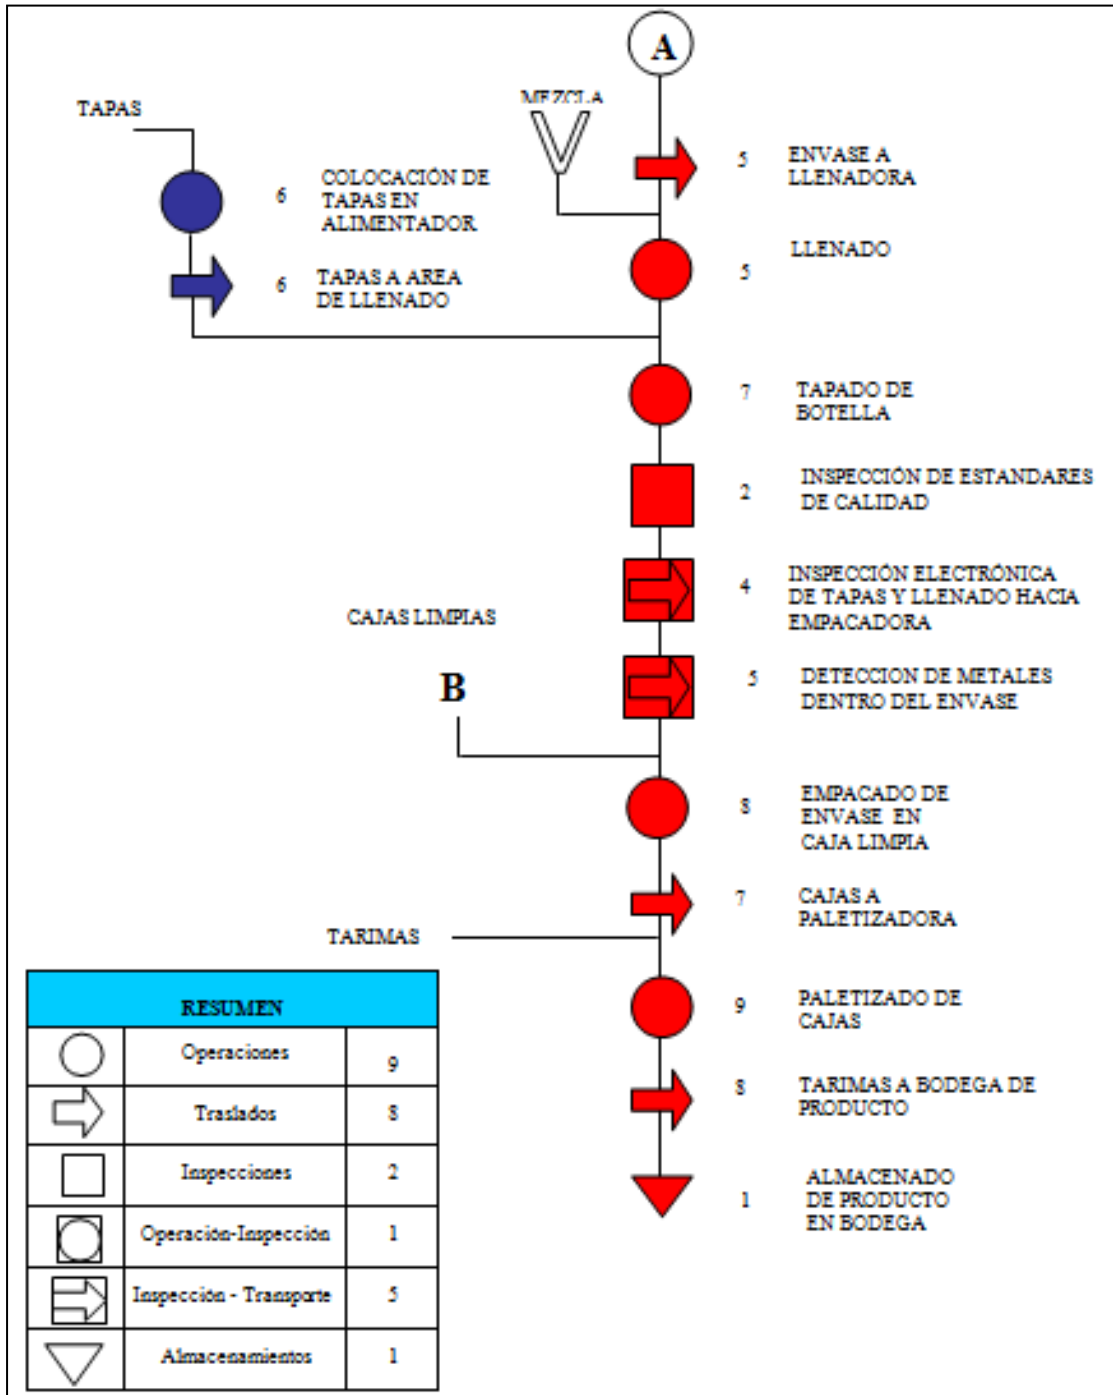 A
TAPAS
MEZCLA
5
ENVASE A
LLENADORA
6
COLOCACIÓN DE
TAPAS EN
ALIMENTADOR
LLENADO
5
6
TAPAS A AREA
DE LLENADO
7
TAPADO DE
BOTELLA
2
INSPECCIÓN DE ESTANDARES
DE CALIDAD
4
INSPECCIÓN ELECTRÓNICA
DE TAPAS Y LLENADO HACIA
EMPACADORA
CAJAS LIMPIAS
B
5
DETECCION DE METALES
DENTRO DEL ENVASE
8
EMPACADO DE
ENVASE EN
CAJA LIMPIA
7
CAJAS A
PALETIZADORA
TARIMAS
9
PALETIZADO DE
CAJAS
8
TARIMAS A BODEGA DE
PRODUCTO
1
ALMACENADO
DE PRODUCTO
EN BODEGA
RESUMEN
Operaciones 9
Traslados 8
Inspecciones 2
Operación-Inspección 1
Inspección - Transporte 5
Almacenamientos 1